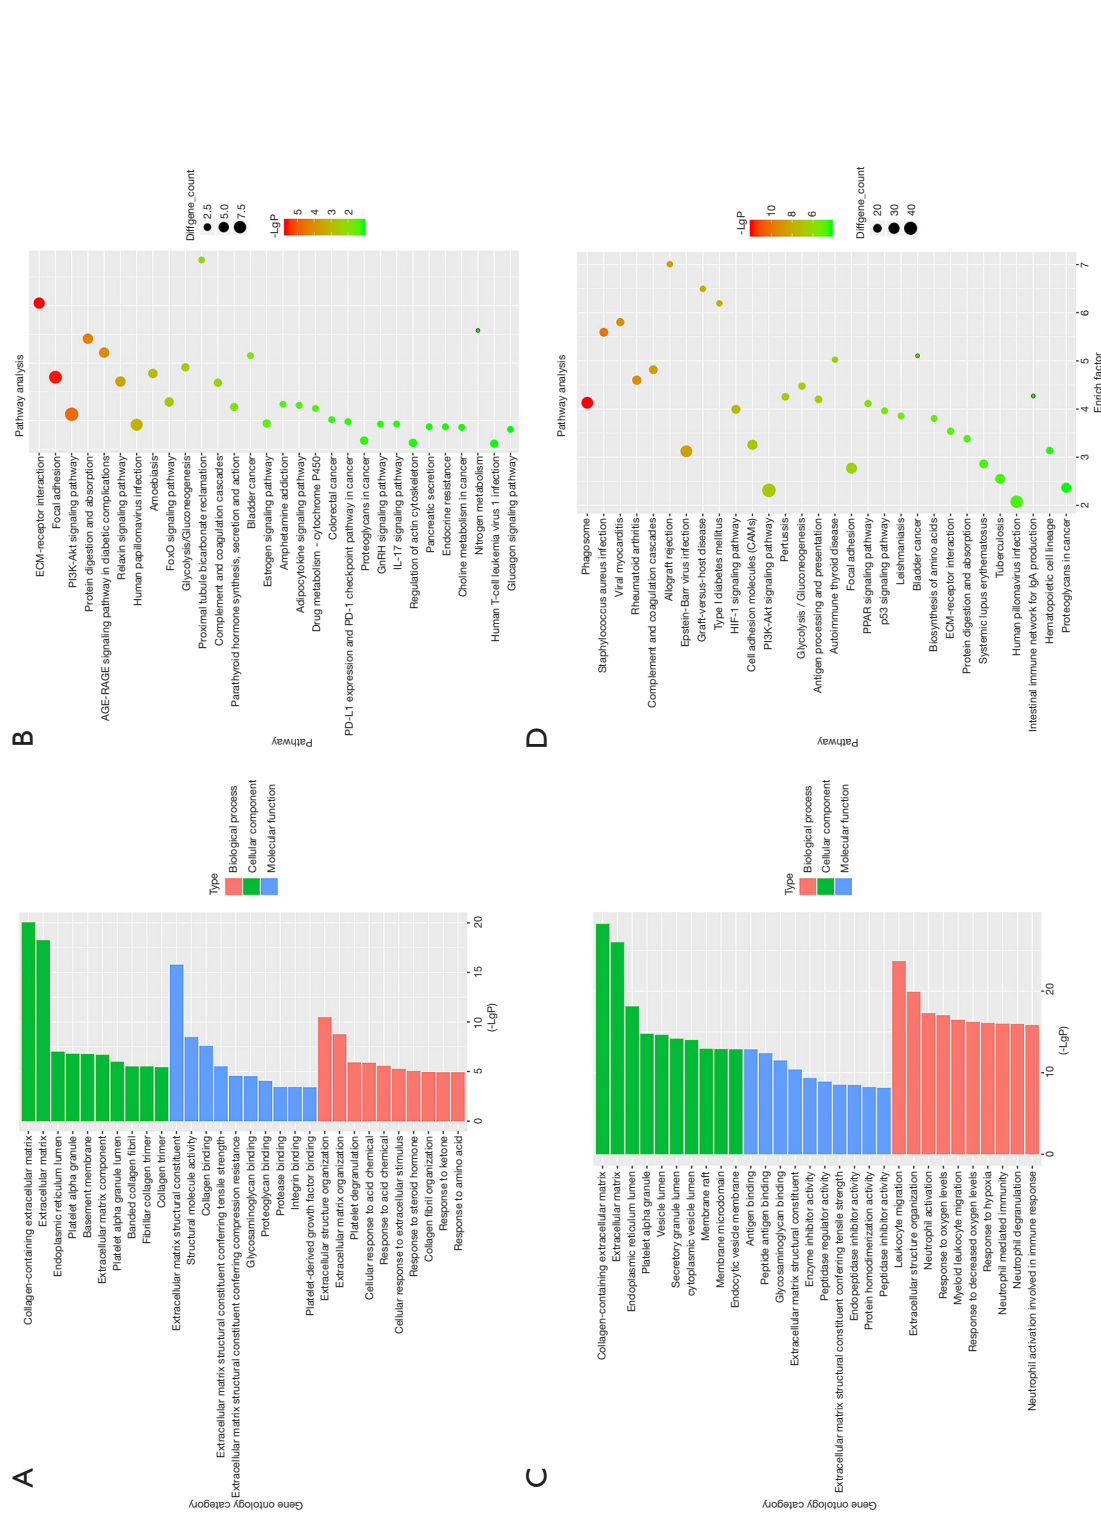 A
Gene ontology category
Collagen-containing extracellular matrix
Extracellular matrix
Endoplasmic reticulum lumen
Platelet alpha granule
Basement membrane
Extracellular matrix component
Platelet alpha granule lumen
Banded collagen fibril
Fibrillar collagen trimer
Collagen trimer
Extracellular matrix structural constituent
Structural molecule activity
Collagen binding
Extracellular matrix structural constituent conferring tensile strength
Extracellular matrix structural constituent conferring compression resistance
Glycosaminoglycan binding
Proteoglycan binding
Protease binding
Integrin binding
Platelet-derived growth factor binding
Extracellular structure organization
Extracellular matrix organization
Platelet degranulation
Cellular response to acid chemical
Response to acid chemical
Cellular response to extracellular stimulus
Response to steroid hormone
Collagen fibril organization
Response to ketone
Response to amino acid
0 5 10 15 20
(-LgP)
Type
Biological process
Cellular component
Molecular function
B
Pathway analysis
Pathway
ECM-receptor interaction
Focal adhesion
PI3K-Akt signaling pathway
Protein digestion and absorption
AGE-RAGE signaling pathway in diabetic complications
Relaxin signaling pathway
Human papillomavirus infection
Amoebiasis
FoxO signaling pathway
Glycolysis/Gluconeogenesis
Proximal tubule bicarbonate reclamation
Complement and coagulation cascades
Parathyroid hormone synthesis, secretion and action
Bladder cancer
Estrogen signaling pathway
Amphetamine addiction
Adipocytokine signaling pathway
Drug metabolism - cytochrome P450
Colorectal cancer
PD-L1 expression and PD-1 checkpoint pathway in cancer
Proteoglycans in cancer
GnRH signaling pathway
IL-17 signaling pathway
Regulation of actin cytoskeleton
Pancreatic secretion
Endocrine resistance
Choline metabolism in cancer
Nitrogen metabolism
Human T-cell leukemia virus 1 infection
Glucagon signaling pathway
Diffgene_count
2.5
5.0
7.5
-LgP
5
4
3
2
C
Gene ontology category
Collagen-containing extracellular matrix
Extracellular matrix
Endoplasmic reticulum lumen
Platelet alpha granule
Vesicle lumen
Secretory granule lumen
cytoplasmic vesicle lumen
Membrane raft
Membrane microdomain
Endocytic vesicle membrane
Antigen binding
Peptide antigen binding
Glycosaminoglycan binding
Extracellular matrix structural constituent
Enzyme inhibitor activity
Peptidase regulator activity
Extracellular matrix structural constituent conferring tensile strength
Endopeptidase inhibitor activity
Protein homodimerization activity
Peptidase inhibitor activity
Leukocyte migration
Extracellular structure organization
Neutrophil activation
Response to oxygen levels
Myeloid leukocyte migration
Response to decreased oxygen levels
Response to hypoxia
Neutrophil mediated immunity
Neutrophil degranulation
Neutrophil activation involved in immune response
0 10 20
(-LgP)
Type
Biological process
Cellular component
Molecular function
D
Pathway analysis
Pathway
Phagosome
Staphylococcus aureus infection
Viral myocarditis
Rheumatoid arthritis
Complement and coagulation cascades
Allograft rejection
Epstein-Barr virus infection
Graft-versus-host disease
Type I diabetes mellitus
HIF-1 signaling pathway
Cell adhesion molecules (CAMs)
PI3K-Akt signaling pathway
Pertussis
Glycolysis / Gluconeogenesis
Antigen processing and presentation
Autoimmune thyroid disease
Focal adhesion
PPAR signaling pathway
p53 signaling pathway
Leishmaniasis
Bladder cancer
Biosynthesis of amino acids
ECM-receptor interaction
Protein digestion and absorption
Systemic lupus erythematosus
Tuberculosis
Human pillomavirus infection
Intestinal immune network for IgA production
Hematopoietic cell lineage
Proteoglycans in cancer
2 3 4 5 6 7
Enrich factor
-LgP
10
8
6
Diffgene_count
20
30
40